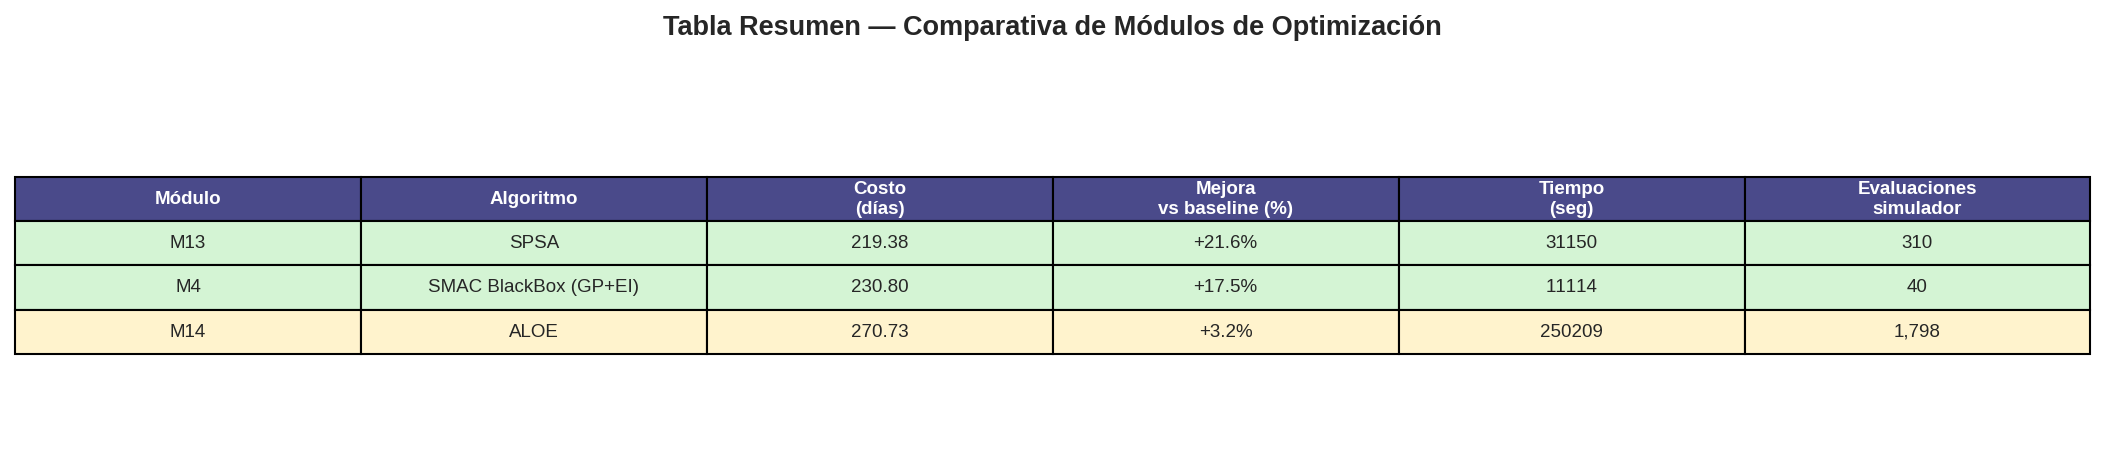 Tabla Resumen — Comparativa de Módulos de Optimización
Módulo Algoritmo Costo (días) Mejora vs baseline (%) Tiempo (seg) Evaluaciones simulador
M13 SPSA 219.38 +21.6% 31150 310
M4 SMAC BlackBox (GP+EI) 230.80 +17.5% 11114 40
M14 ALOE 270.73 +3.2% 250209 1,798